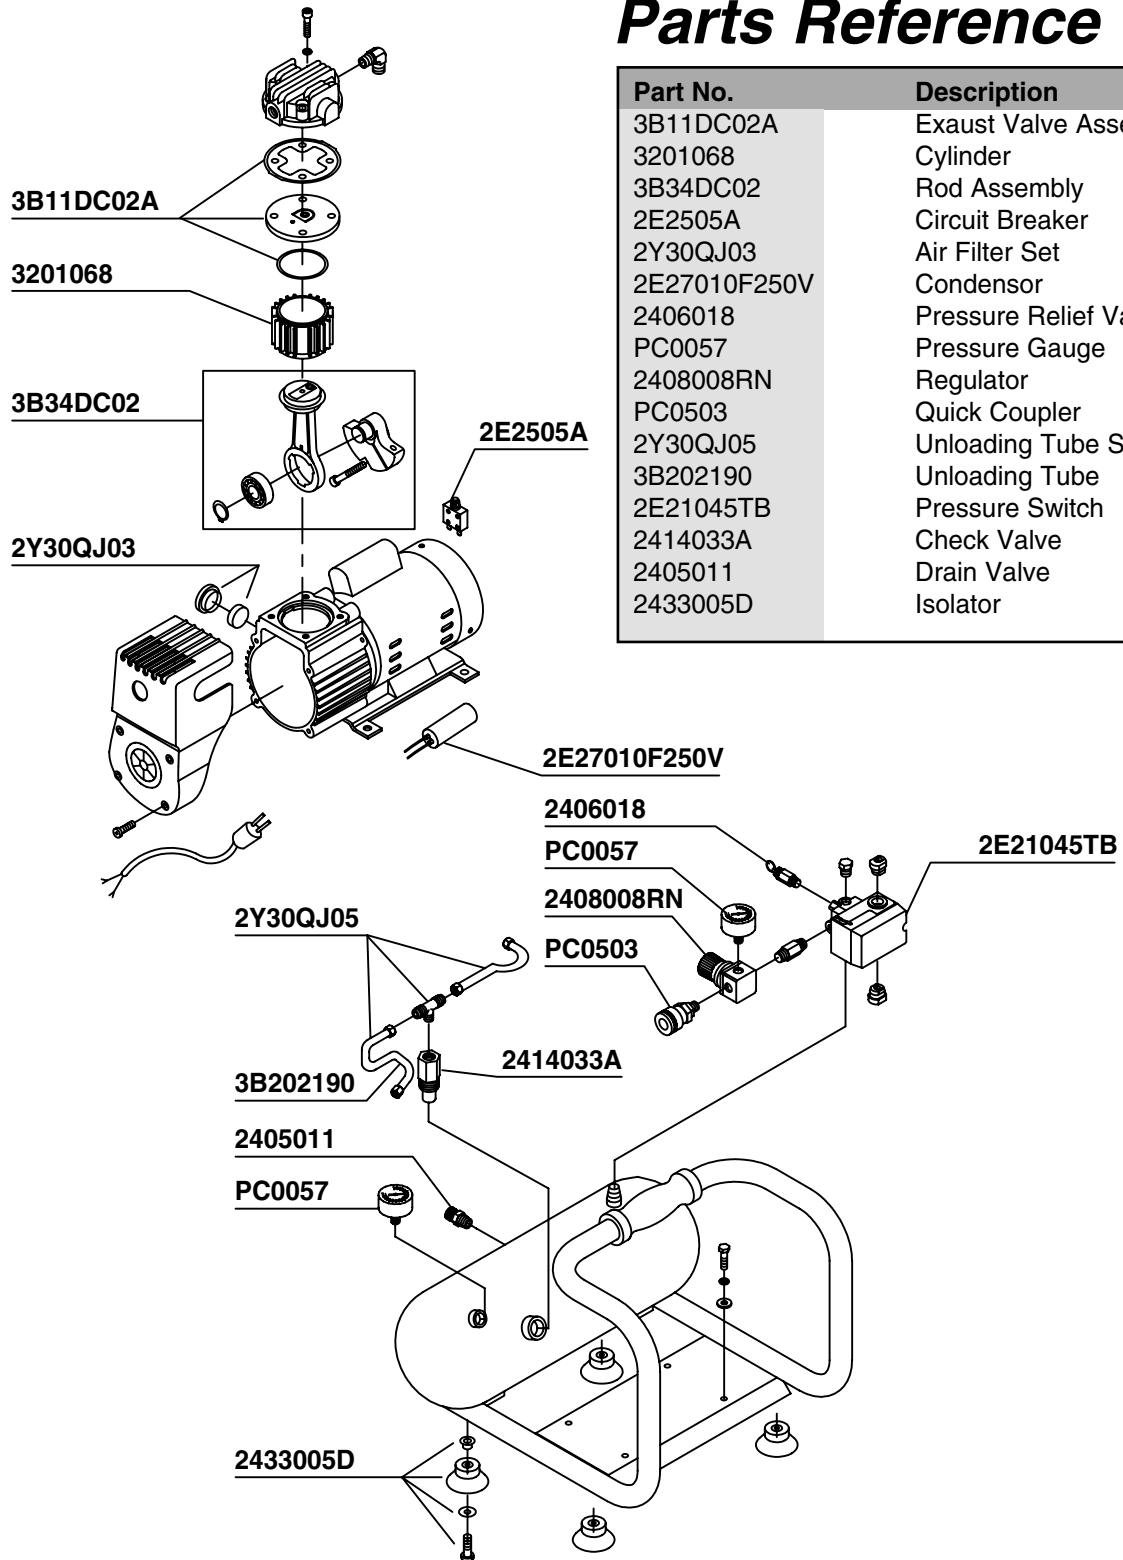 Parts Reference
Part No. Description
3B11DC02A Exaust Valve Asse
3201068 Cylinder
3B34DC02 Rod Assembly
2E2505A Circuit Breaker
2Y30QJ03 Air Filter Set
2E27010F250V Condensor
2406018 Pressure Relief Va
PC0057 Pressure Gauge
2408008RN Regulator
PC0503 Quick Coupler
2Y30QJ05 Unloading Tube S
3B202190 Unloading Tube
2E21045TB Pressure Switch
2414033A Check Valve
2405011 Drain Valve
2433005D Isolator
3B11DC02A
3201068
3B34DC02
2E2505A
2Y30QJ03
2E27010F250V
2406018
PC0057
2E21045TB
2408008RN
2Y30QJ05
PC0503
2414033A
3B202190
2405011
PC0057
2433005D